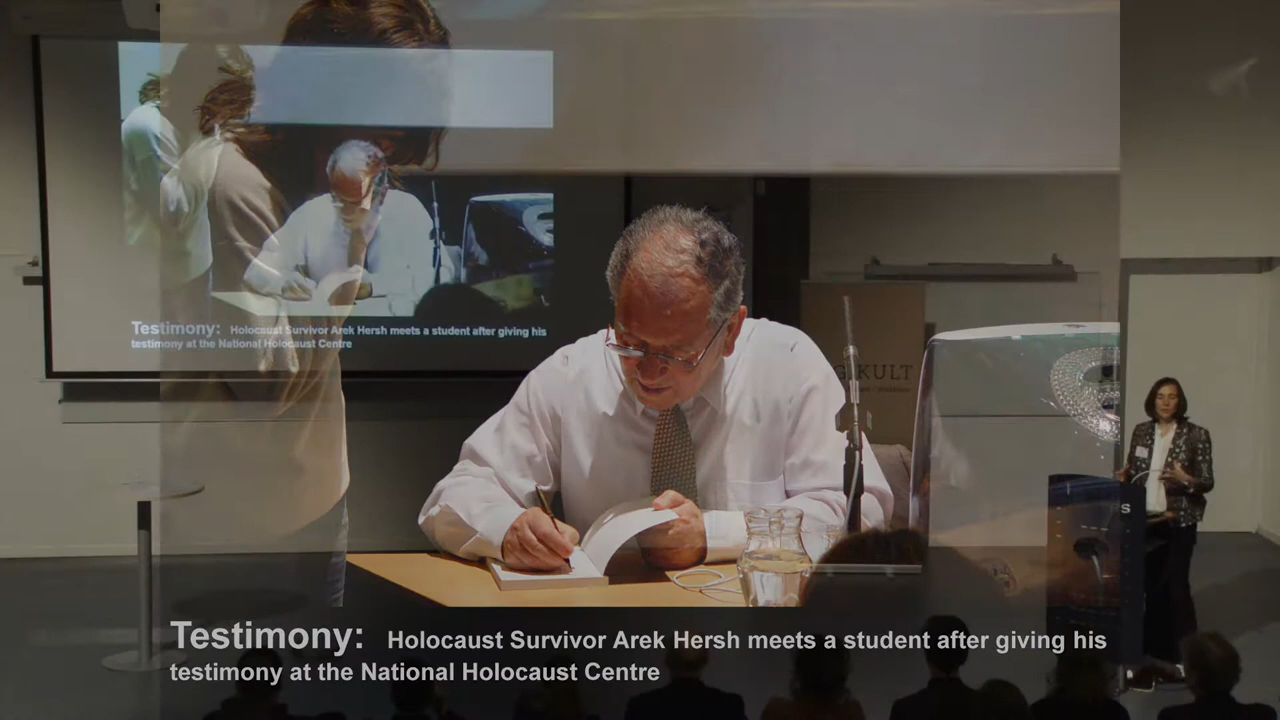 Testimony: Holocaust Survivor Arek Hersh meets a student after giving his
testimony at the National Holocaust Centre
G KULT
S
Testimony: Holocaust Survivor Arek Hersh meets a student after giving his
testimony at the National Holocaust Centre